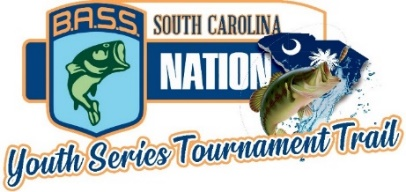 B.A.S.S.
SOUTH CAROLINA
NATION
Youth Series Tournament Trail